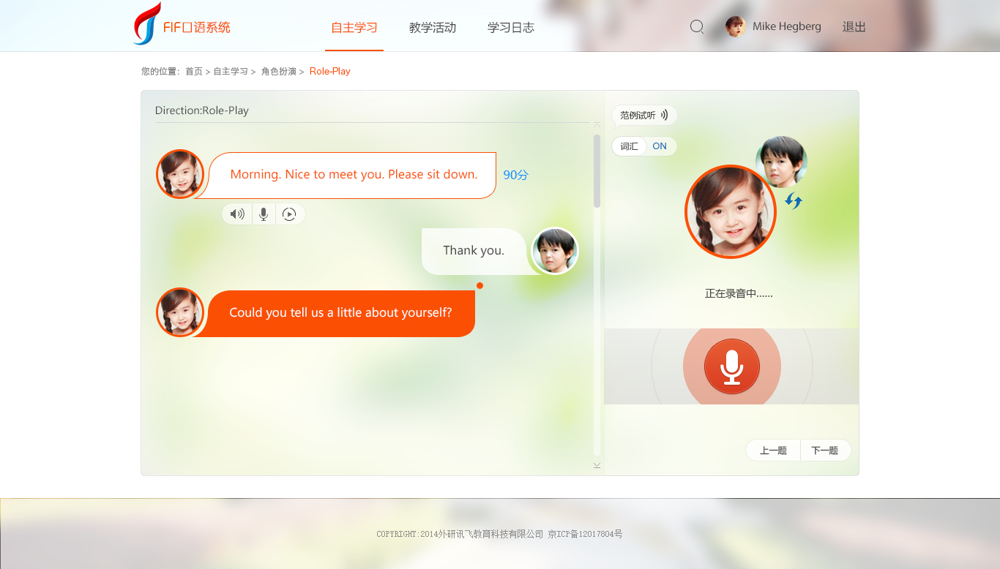 FIF口语系统
自主学习 教学活动 学习日志
Mike Hegberg 退出
您的位置：首页 > 自主学习 > 角色扮演 > Role-Play
Direction:Role-Play
Morning. Nice to meet you. Please sit down.
90分
Thank you.
Could you tell us a little about yourself?
范例试听
词汇 ON
正在录音中......
上一题 下一题
COPYRIGHT:2014外研讯飞教育科技有限公司 京ICP备12017804号